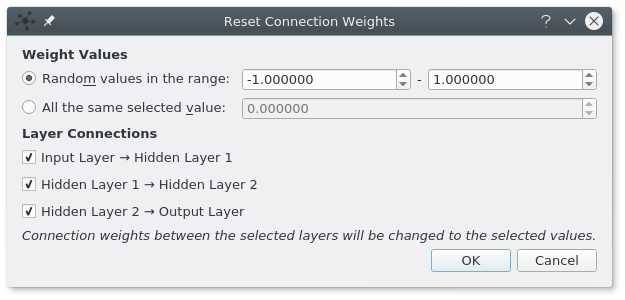 Reset Connection Weights
Weight Values
Random values in the range: -1.000000 - 1.000000
All the same selected value: 0.000000
Layer Connections
Input Layer → Hidden Layer 1
Hidden Layer 1 → Hidden Layer 2
Hidden Layer 2 → Output Layer
Connection weights between the selected layers will be changed to the selected values.
OK Cancel